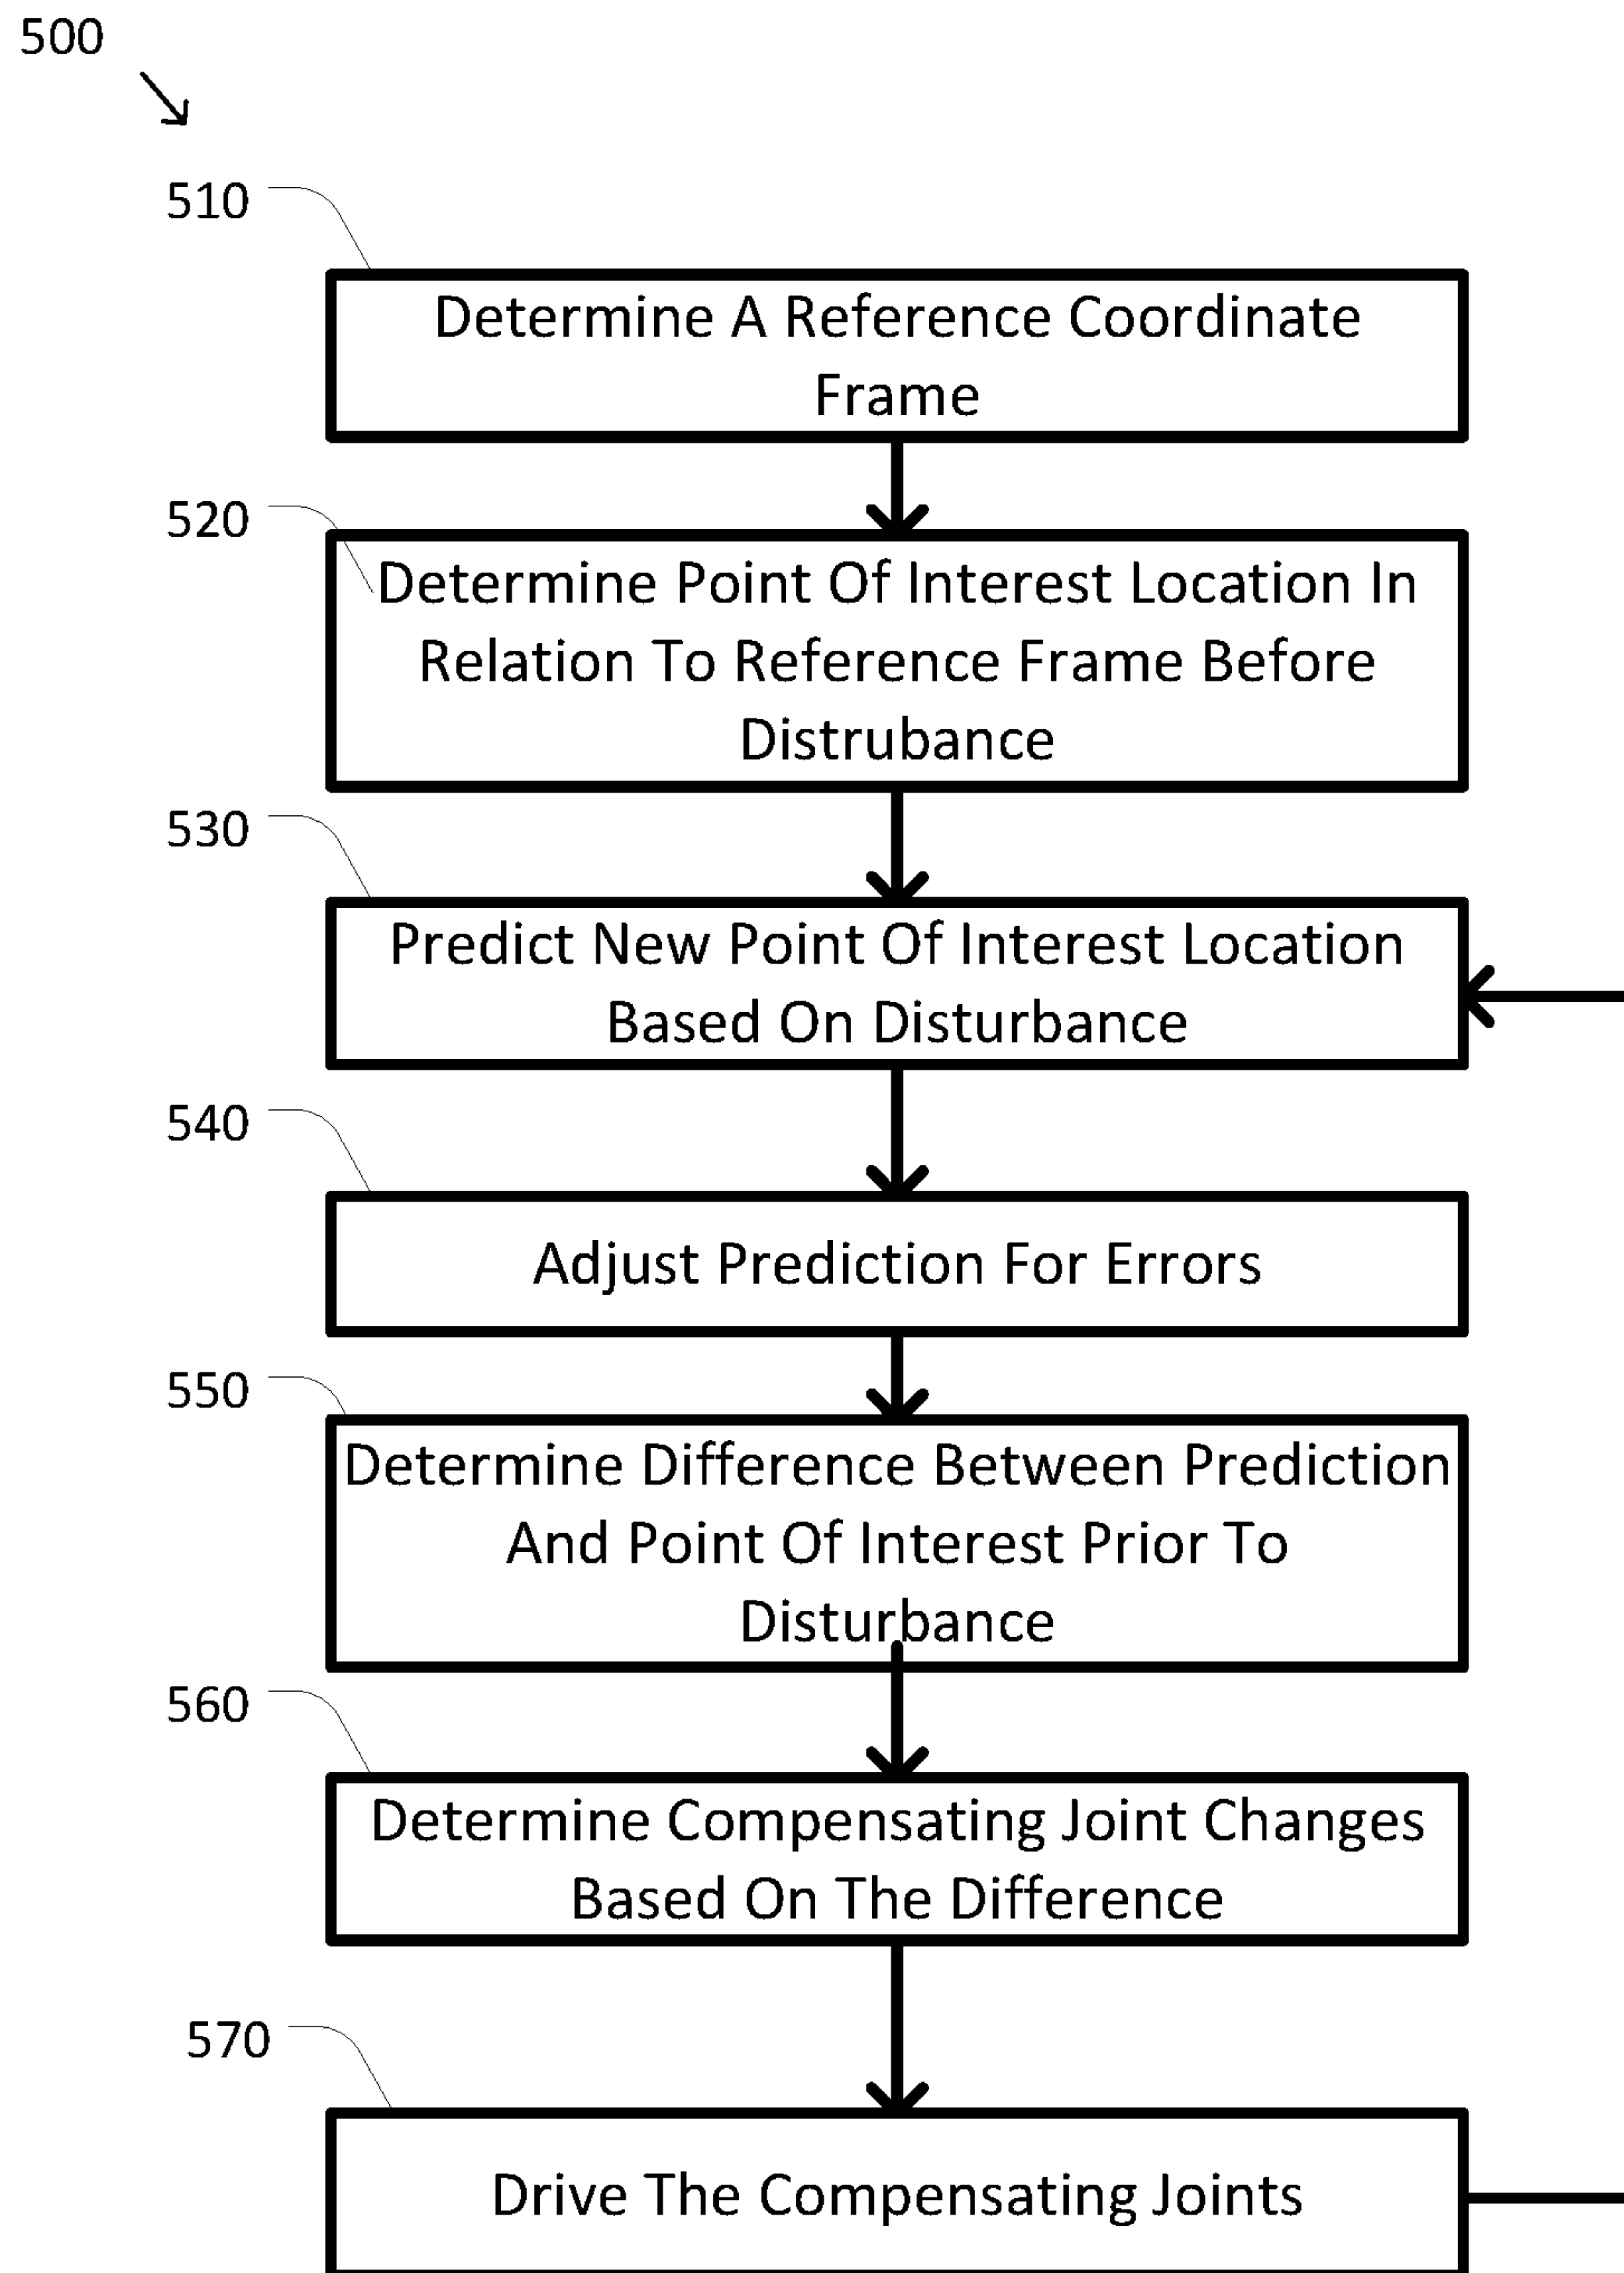 500
510
Determine A Reference Coordinate
Frame
520
Determine Point Of Interest Location In
Relation To Reference Frame Before
Distrubance
530
Predict New Point Of Interest Location
Based On Disturbance
540
Adjust Prediction For Errors
550
Determine Difference Between Prediction
And Point Of Interest Prior To
Disturbance
560
Determine Compensating Joint Changes
Based On The Difference
570
Drive The Compensating Joints